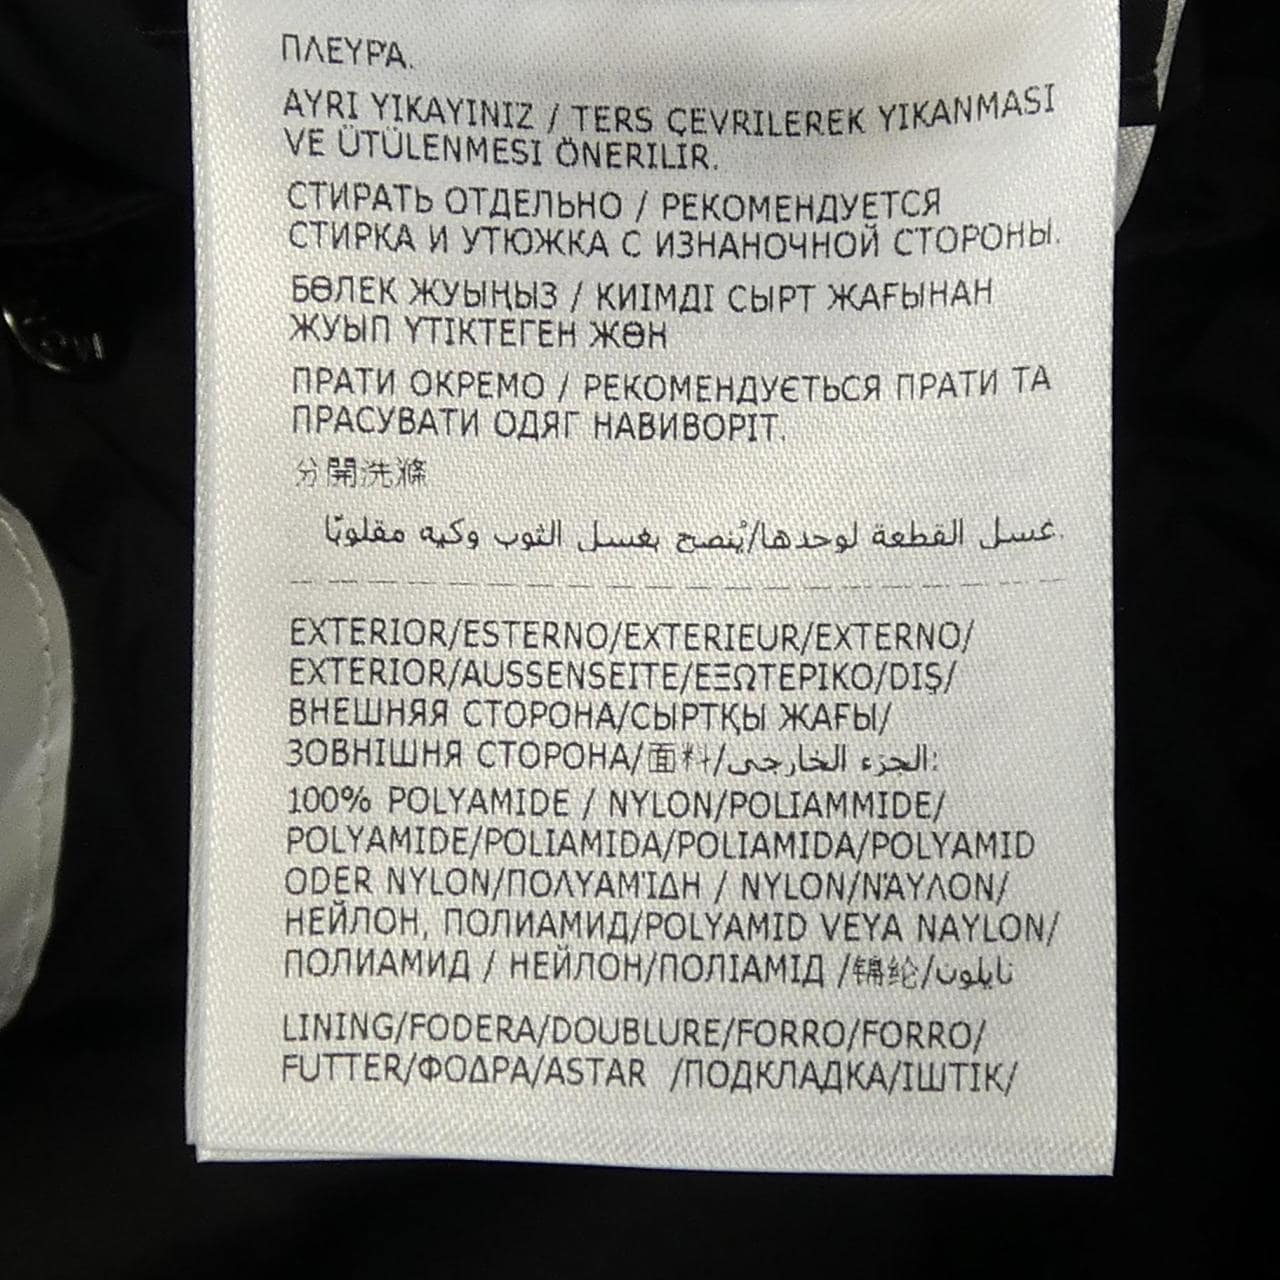 ΠΛΕΥΡΆ.
AYRI YIKAYINIZ / TERS ÇEVRILEREK YIKANMASI
VE ÜTÜLENMESI ÖNERILIR.
СТИРАТЬ ОТДЕЛЬНО / РЕКОМЕНДУЕТСЯ
СТИРКА И УТЮЖКА С ИЗНАНОЧНОЙ СТОРОНЫ.
БӨЛЕК ЖУЫҢЫЗ / КИІМДІ СЫРТ ЖАҒЫНАН
ЖУЫП ҮТІКТЕГЕН ЖӨН
ПРАТИ ОКРЕМО / РЕКОМЕНДУЄТЬСЯ ПРАТИ ТА
ПРАСУВАТИ ОДЯГ НАВИВОРІТ.
分開洗滌
غسل القطعة لوحدها/يُنصح بغسل الثوب وكيه مقلوبًا.
EXTERIOR/ESTERNO/EXTERIEUR/EXTERNO/
EXTERIOR/AUSSENSEITE/ΕΞΩΤΕΡΙΚΟ/DIŞ/
ВНЕШНЯЯ СТОРОНА/СЫРТҚЫ ЖАҒЫ/
ЗОВНІШНЯ СТОРОНА/面料/الجزء الخارجي:
100% POLYAMIDE / NYLON/POLIAMMIDE/
POLYAMIDE/POLIAMIDA/POLIAMIDA/POLYAMID
ODER NYLON/ΠΟΛΥΑΜΊΔΗ / NYLON/ΝΆΥΛΟΝ/
НЕЙЛОН, ПОЛИАМИД/POLYAMID VEYA NAYLON/
ПОЛИАМИД / НЕЙЛОН/ПОЛІАМІД /锦纶/نايلون
LINING/FODERA/DOUBLURE/FORRO/FORRO/
FUTTER/ΦΟΔΡΑ/ASTAR /ПОДКЛАДКА/ІШТІК/